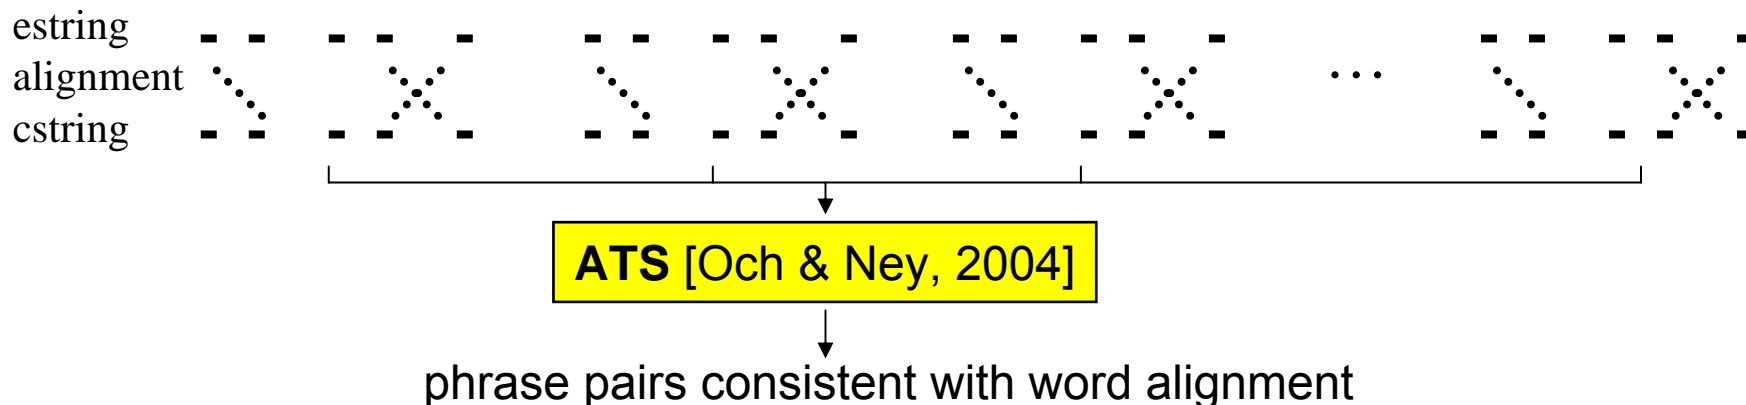 estring
alignment
cstring
...
ATS [Och & Ney, 2004]
phrase pairs consistent with word alignment